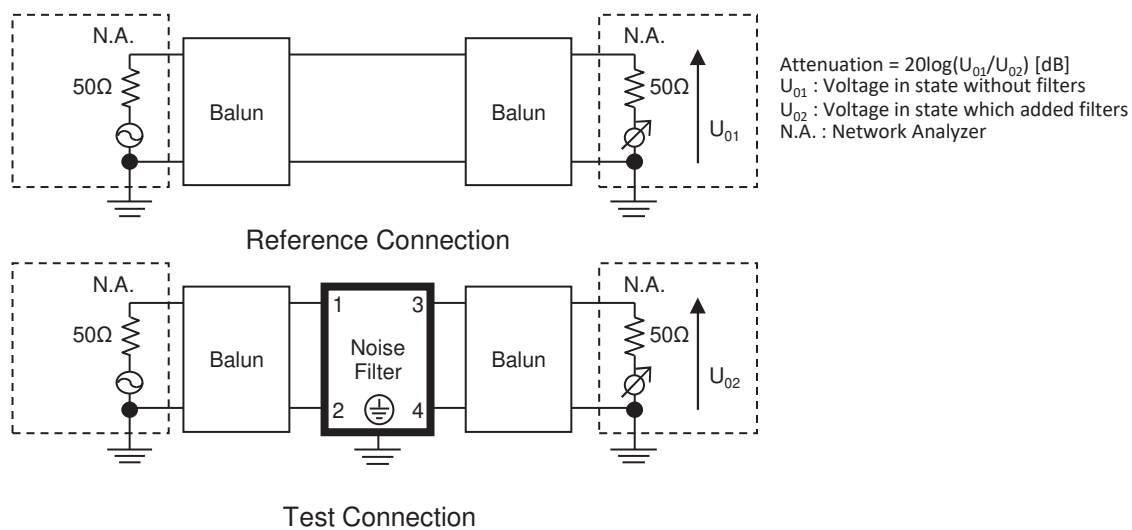 N.A.
50Ω
Balun
Balun
N.A.
50Ω
U01
Attenuation = 20log(U01/U02) [dB]
U01 : Voltage in state without filters
U02 : Voltage in state which added filters
N.A. : Network Analyzer
Reference Connection
N.A.
50Ω
Balun
1
3
Noise
Filter
2
4
Balun
N.A.
50Ω
U02
Test Connection